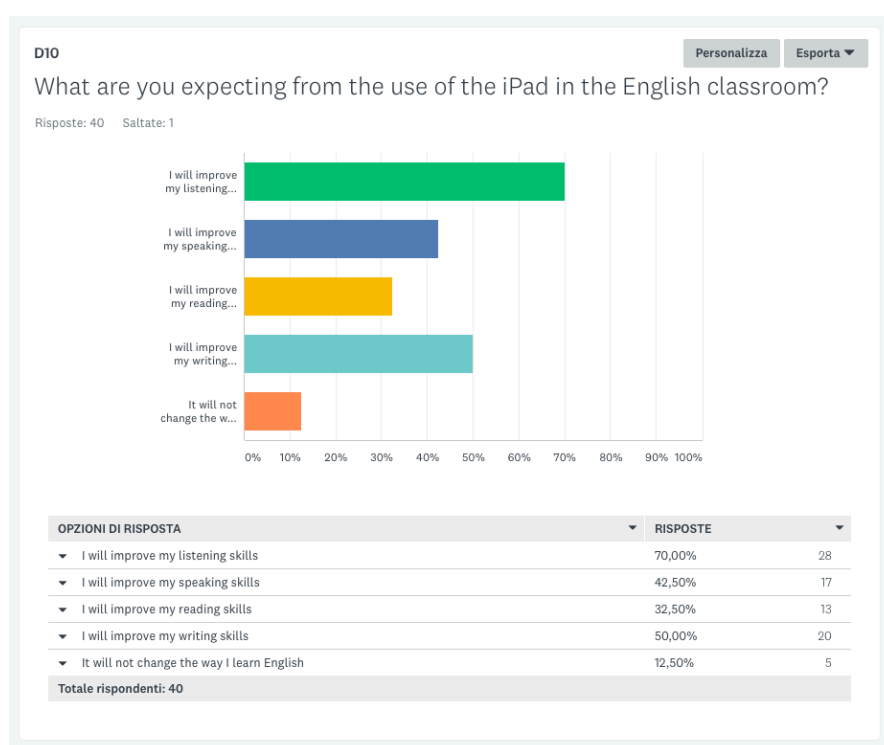 D10
Personalizza
Esporta
What are you expecting from the use of the iPad in the English classroom?
Risposte: 40 Saltate: 1
I will improve
my listening...
I will improve
my speaking...
I will improve
my reading...
I will improve
my writing...
It will not
change the w...
0% 10% 20% 30% 40% 50% 60% 70% 80% 90% 100%
OPZIONI DI RISPOSTA RISPOSTE
I will improve my listening skills 70,00% 28
I will improve my speaking skills 42,50% 17
I will improve my reading skills 32,50% 13
I will improve my writing skills 50,00% 20
It will not change the way I learn English 12,50% 5
Totale rispondenti: 40